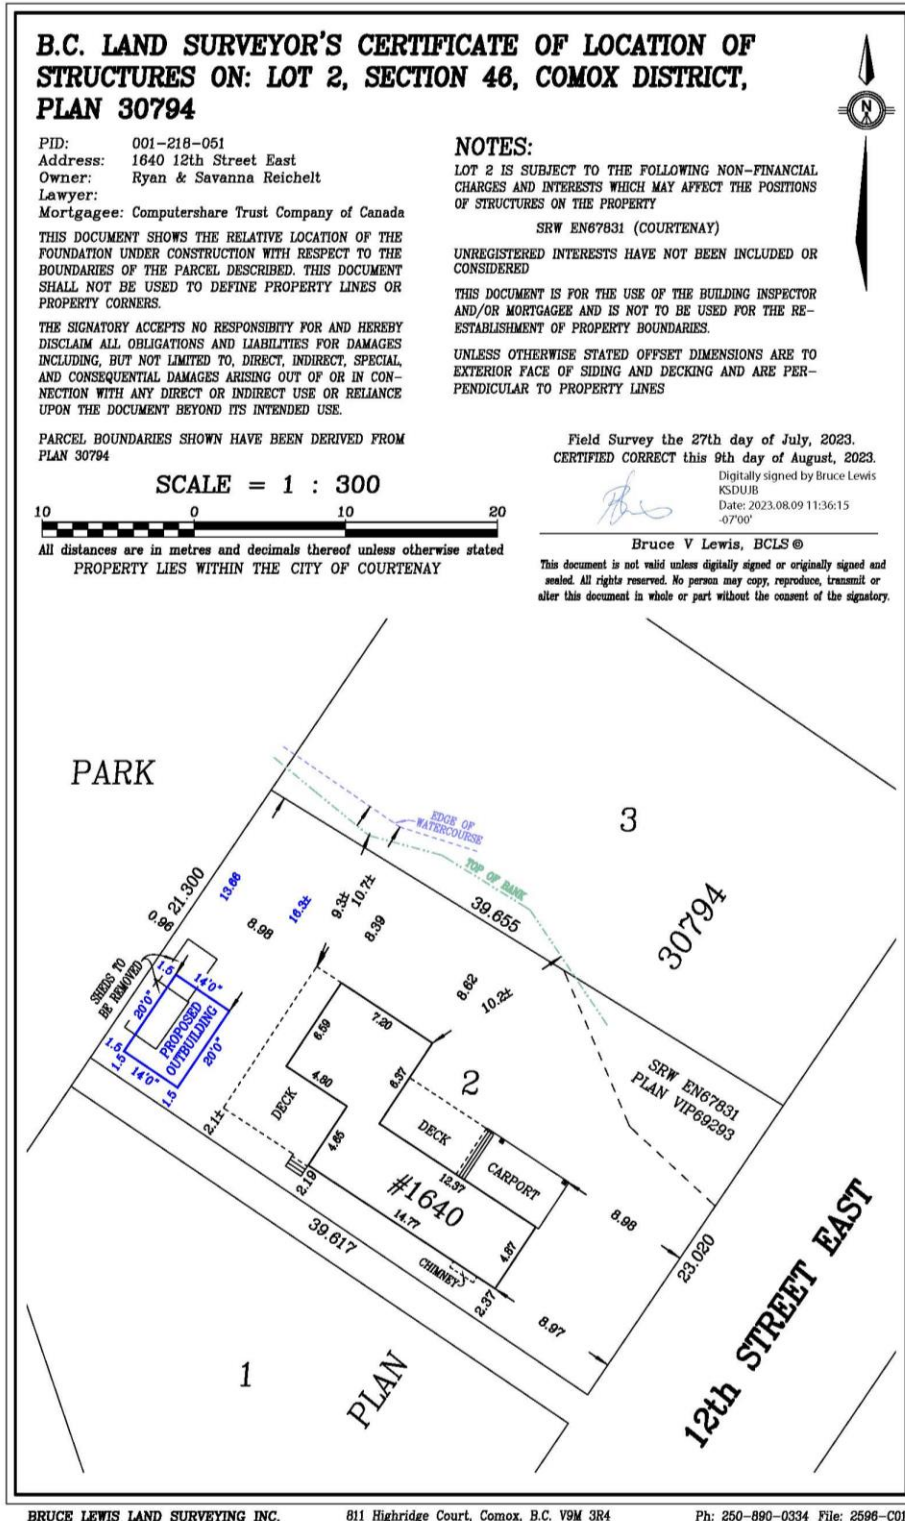 B.C. LAND SURVEYOR'S CERTIFICATE OF LOCATION OF
STRUCTURES ON: LOT 2, SECTION 46, COMOX DISTRICT,
PLAN 30794
N
PID: 001-218-051
Address: 1640 12th Street East
Owner: Ryan & Savanna Reichelt
Lawyer:
Mortgagee: Computershare Trust Company of Canada
THIS DOCUMENT SHOWS THE RELATIVE LOCATION OF THE
FOUNDATION UNDER CONSTRUCTION WITH RESPECT TO THE
BOUNDARIES OF THE PARCEL DESCRIBED. THIS DOCUMENT
SHALL NOT BE USED TO DEFINE PROPERTY LINES OR
PROPERTY CORNERS.
THE SIGNATORY ACCEPTS NO RESPONSIBITY FOR AND HEREBY
DISCLAIM ALL OBLIGATIONS AND LIABILITIES FOR DAMAGES
INCLUDING, BUT NOT LIMITED TO, DIRECT, INDIRECT, SPECIAL,
AND CONSEQUENTIAL DAMAGES ARISING OUT OF OR IN CON-
NECTION WITH ANY DIRECT OR INDIRECT USE OR RELIANCE
UPON THE DOCUMENT BEYOND ITS INTENDED USE.
PARCEL BOUNDARIES SHOWN HAVE BEEN DERIVED FROM
PLAN 30794
NOTES:
LOT 2 IS SUBJECT TO THE FOLLOWING NON-FINANCIAL
CHARGES AND INTERESTS WHICH MAY AFFECT THE POSITIONS
OF STRUCTURES ON THE PROPERTY
SRW EN67831 (COURTENAY)
UNREGISTERED INTERESTS HAVE NOT BEEN INCLUDED OR
CONSIDERED
THIS DOCUMENT IS FOR THE USE OF THE BUILDING INSPECTOR
AND/OR MORTGAGEE AND IS NOT TO BE USED FOR THE RE-
ESTABLISHMENT OF PROPERTY BOUNDARIES.
UNLESS OTHERWISE STATED OFFSET DIMENSIONS ARE TO
EXTERIOR FACE OF SIDING AND DECKING AND ARE PER-
PENDICULAR TO PROPERTY LINES
SCALE = 1 : 300
10 0 10 20
All distances are in metres and decimals thereof unless otherwise stated
PROPERTY LIES WITHIN THE CITY OF COURTENAY
Field Survey the 27th day of July, 2023.
CERTIFIED CORRECT this 9th day of August, 2023.
Digitally signed by Bruce Lewis
KSDUJB
Date: 2023.08.09 11:36:15
-07'00'
Bruce V Lewis, BCLS ©
This document is not valid unless digitally signed or originally signed and
sealed. All rights reserved. No person may copy, reproduce, transmit or
alter this document in whole or part without the consent of the signatory.
PARK
3
30794
EDGE OF
WATERCOURSE
TOP OF BANK
39.655
21.300
0.96
13.66
8.98
16.3±
9.3±
10.7±
8.39
8.62
10.2±
SHEDS TO
BE REMOVED
1.5
14'0"
20'0"
PROPOSED
OUTBUILDING
20'0"
1.5
1.5
14'0"
1.5
2.1±
6.59
7.20
4.80
6.37
DECK
4.65
2
DECK
CARPORT
12.37
2.19
#1640
14.77
4.87
CHIMNEY
2.37
39.617
SRW EN67831
PLAN VIP69293
8.98
23.020
8.97
1
PLAN
12th STREET EAST
BRUCE LEWIS LAND SURVEYING INC. 811 Highridge Court, Comox, B.C. V9M 3R4 Ph: 250-890-0334 File: 2596-C01